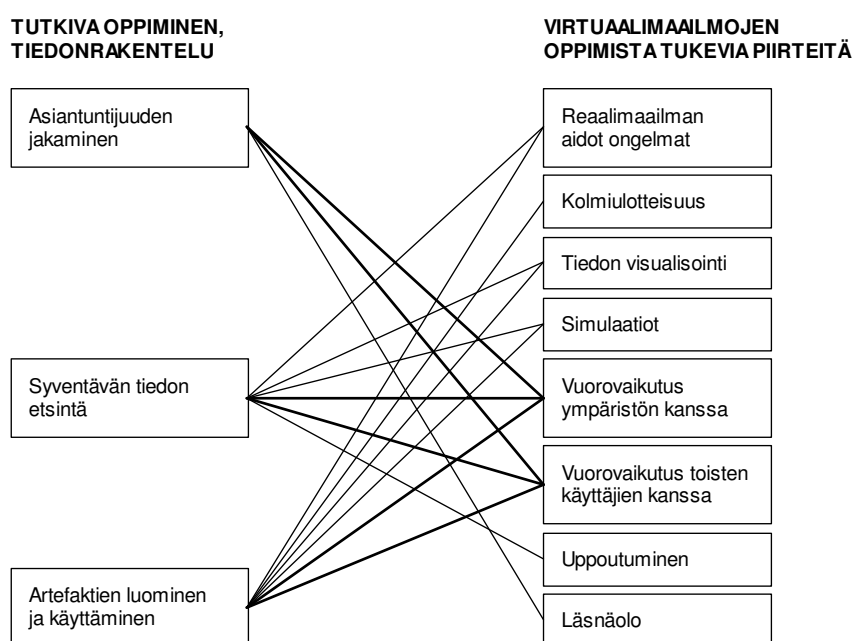 TUTKIVA OPPIMINEN,
TIEDONRAKENTELU
Asiantuntijuuden
jakaminen
Syventävän tiedon
etsintä
Artefaktien luominen
ja käyttäminen
VIRTUAALIMAAILMOJEN
OPPIMISTA TUKEVIA PIIRTEITÄ
Reaalimaailman
aidot ongelmat
Kolmiulotteisuus
Tiedon visualisointi
Simulaatiot
Vuorovaikutus
ympäristön kanssa
Vuorovaikutus toisten
käyttäjien kanssa
Uppoutuminen
Läsnäolo